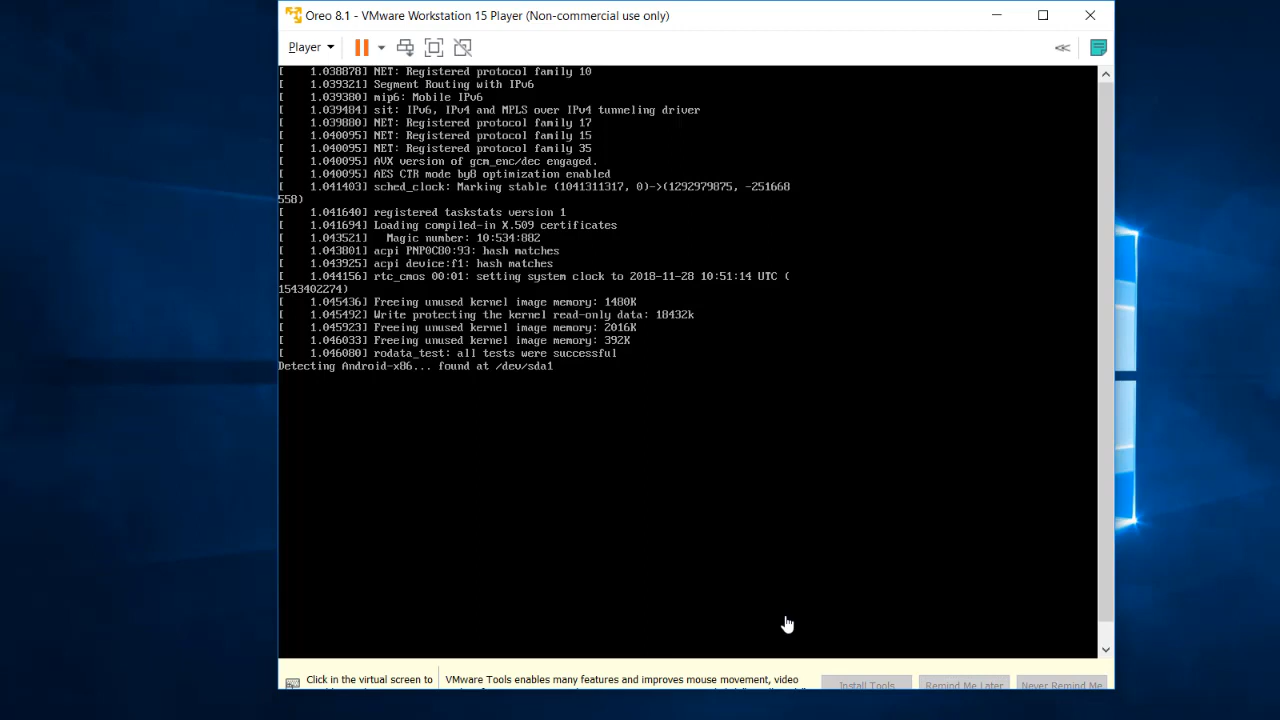 Oreo 8.1 - VMware Workstation 15 Player (Non-commercial use only)
Player
[    1.038878] NET: Registered protocol family 10
[    1.039321] Segment Routing with IPv6
[    1.039380] mip6: Mobile IPv6
[    1.039484] sit: IPv6, IPv4 and MPLS over IPv4 tunneling driver
[    1.039880] NET: Registered protocol family 17
[    1.040095] NET: Registered protocol family 15
[    1.040095] NET: Registered protocol family 35
[    1.040095] AVX version of gcm_enc/dec engaged.
[    1.040095] AES CTR mode by8 optimization enabled
[    1.041403] sched_clock: Marking stable (1041311317, 0)->(1292979875, -251668
558)
[    1.041640] registered taskstats version 1
[    1.041694] Loading compiled-in X.509 certificates
[    1.043521]   Magic number: 10:534:882
[    1.043801] acpi PNP0C80:93: hash matches
[    1.043925] acpi device:f1: hash matches
[    1.044156] rtc_cmos 00:01: setting system clock to 2018-11-28 10:51:14 UTC (
1543402274)
[    1.045436] Freeing unused kernel image memory: 1480K
[    1.045492] Write protecting the kernel read-only data: 18432k
[    1.045923] Freeing unused kernel image memory: 2016K
[    1.046033] Freeing unused kernel image memory: 392K
[    1.046080] rodata_test: all tests were successful
Detecting Android-x86... found at /dev/sda1
Click in the virtual screen to
VMware Tools enables many features and improves mouse movement, video
Install Tools
Remind Me Later
Never Remind Me